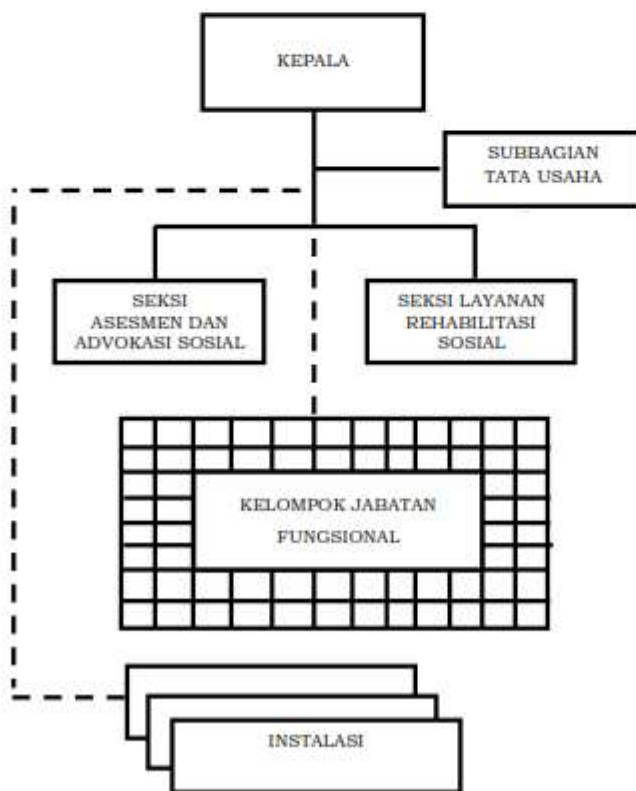 KEPALA
SUBBAGIAN
TATA USAHA
SEKSI
ASESMEN DAN
ADVOKASI SOSIAL
SEKSI LAYANAN
REHABILITASI
SOSIAL
KELOMPOK JABATAN
FUNGSIONAL
INSTALASI